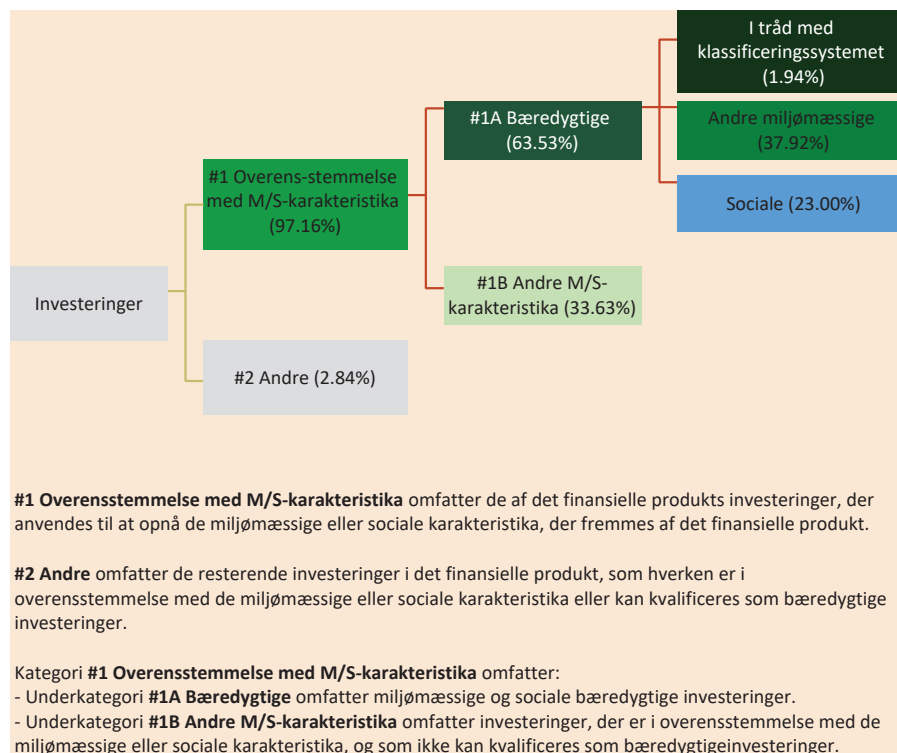 I tråd med
klassificeringssystemet
(1.94%)
#1A Bæredygtige
(63.53%)
Andre miljømæssige
(37.92%)
#1 Overens-stemmelse
med M/S-karakteristika
(97.16%)
Sociale (23.00%)
Investeringer
#1B Andre M/S-
karakteristika (33.63%)
#2 Andre (2.84%)
#1 Overensstemmelse med M/S-karakteristika omfatter de af det finansielle produkts investeringer, der
anvendes til at opnå de miljømæssige eller sociale karakteristika, der fremmes af det finansielle produkt.
#2 Andre omfatter de resterende investeringer i det finansielle produkt, som hverken er i
overensstemmelse med de miljømæssige eller sociale karakteristika eller kan kvalificeres som bæredygtige
investeringer.
Kategori #1 Overensstemmelse med M/S-karakteristika omfatter:
- Underkategori #1A Bæredygtige omfatter miljømæssige og sociale bæredygtige investeringer.
- Underkategori #1B Andre M/S-karakteristika omfatter investeringer, der er i overensstemmelse med de
miljømæssige eller sociale karakteristika, og som ikke kan kvalificeres som bæredygtigeinvesteringer.